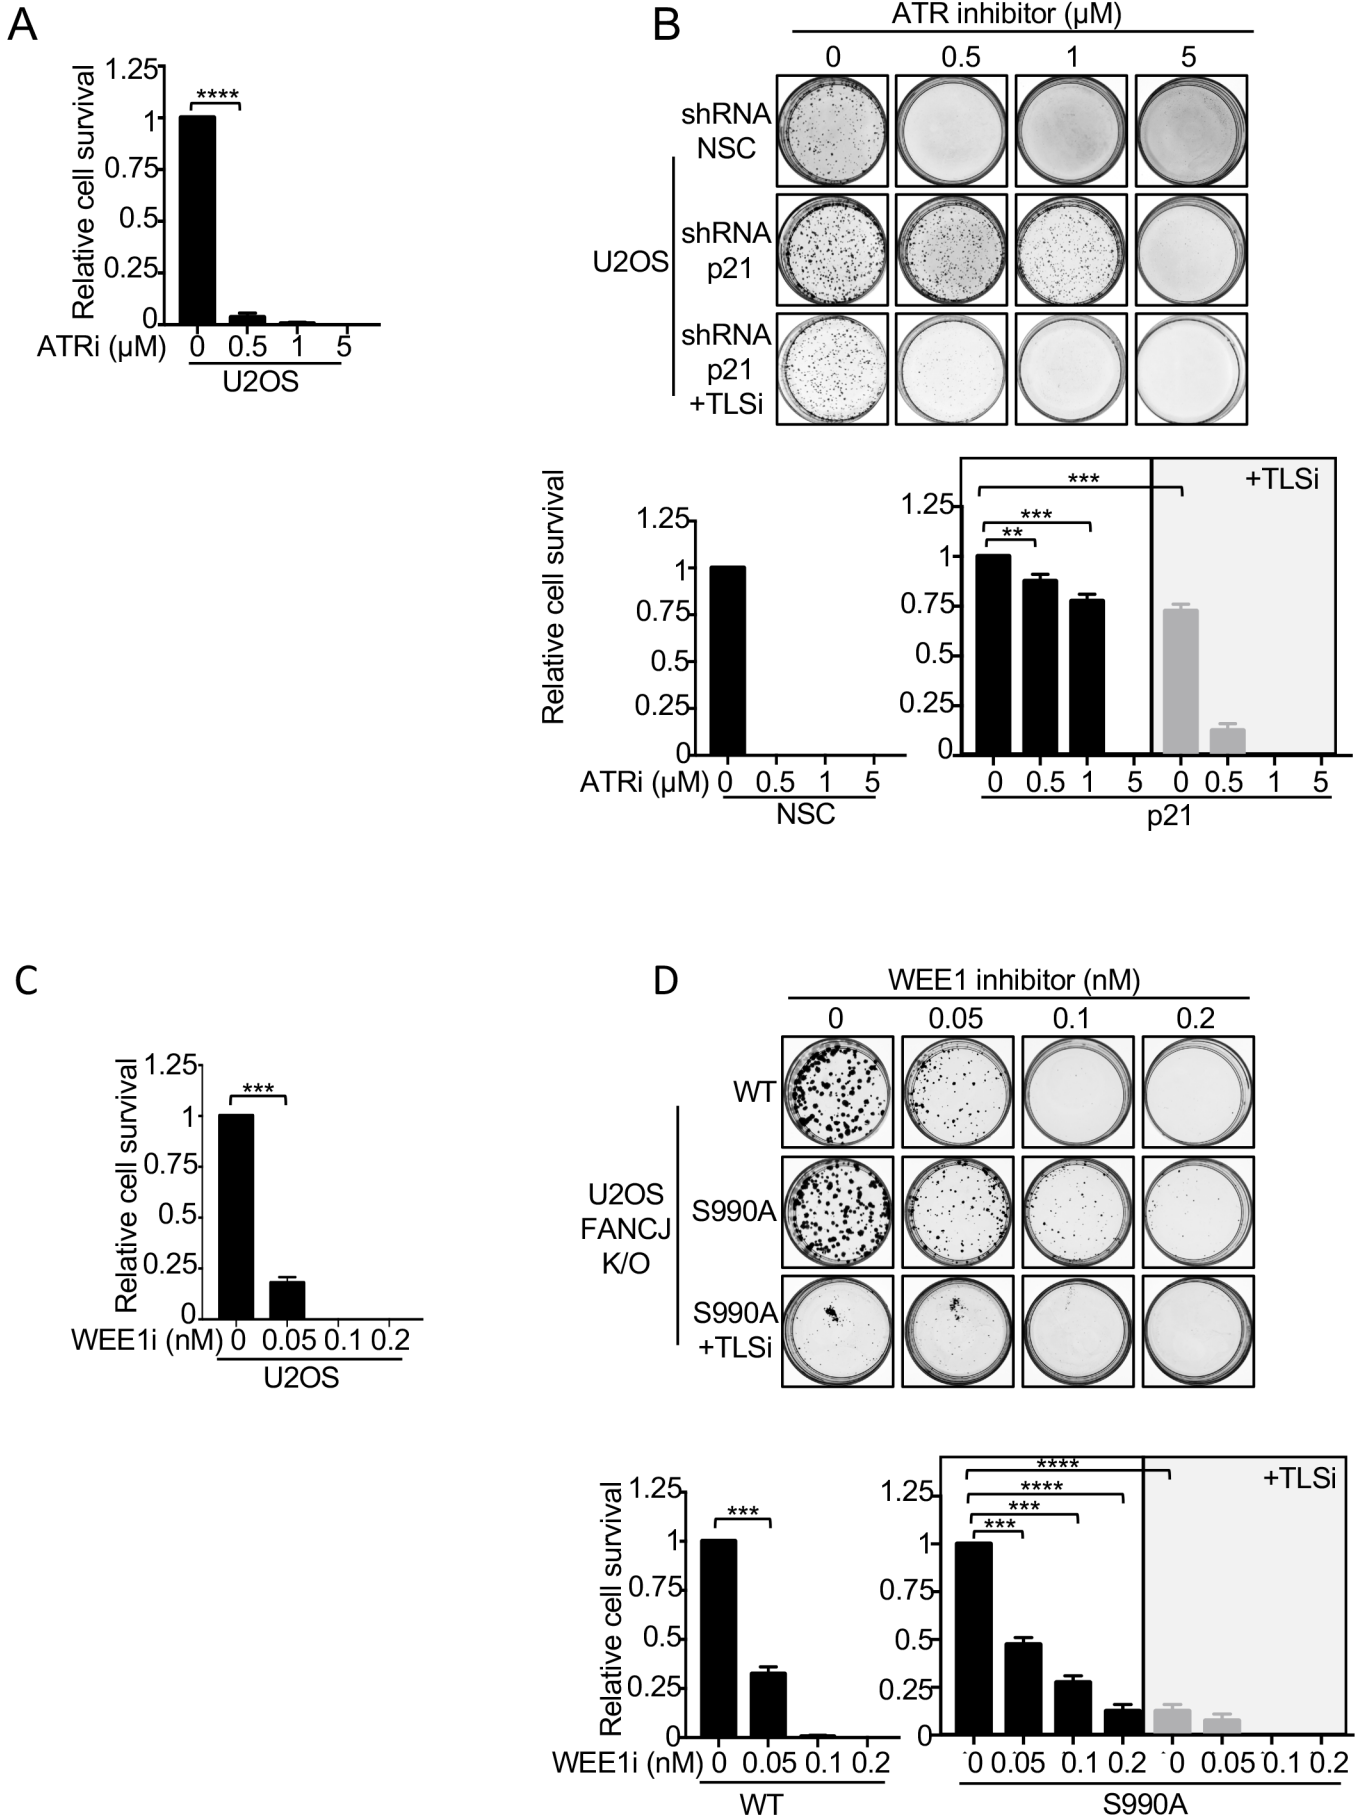 A
Relative cell survival
1.25
1
0.75
0.5
0.25
0
****
ATRi (µM)
0 0.5 1 5
U2OS
B
ATR inhibitor (µM)
0 0.5 1 5
U2OS
shRNA
NSC
shRNA
p21
shRNA
p21
+TLSi
Relative cell survival
1.25
1
0.75
0.5
0.25
0
ATRi (µM) 0 0.5 1 5
NSC
+TLSi
***
***
**
1.25
1
0.75
0.5
0.25
0
0 0.5 1 5 0 0.5 1 5
p21
C
Relative cell survival
1.25
1
0.75
0.5
0.25
0
***
WEE1i (nM) 0 0.05 0.1 0.2
U2OS
D
WEE1 inhibitor (nM)
0 0.05 0.1 0.2
U2OS
FANCJ
K/O
WT
S990A
S990A
+TLSi
Relative cell survival
1.25
1
0.75
0.5
0.25
0
***
WEE1i (nM) 0 0.05 0.1 0.2
WT
+TLSi
****
****
***
***
1.25
1
0.75
0.5
0.25
0
0 0.05 0.1 0.2 0 0.05 0.1 0.2
S990A